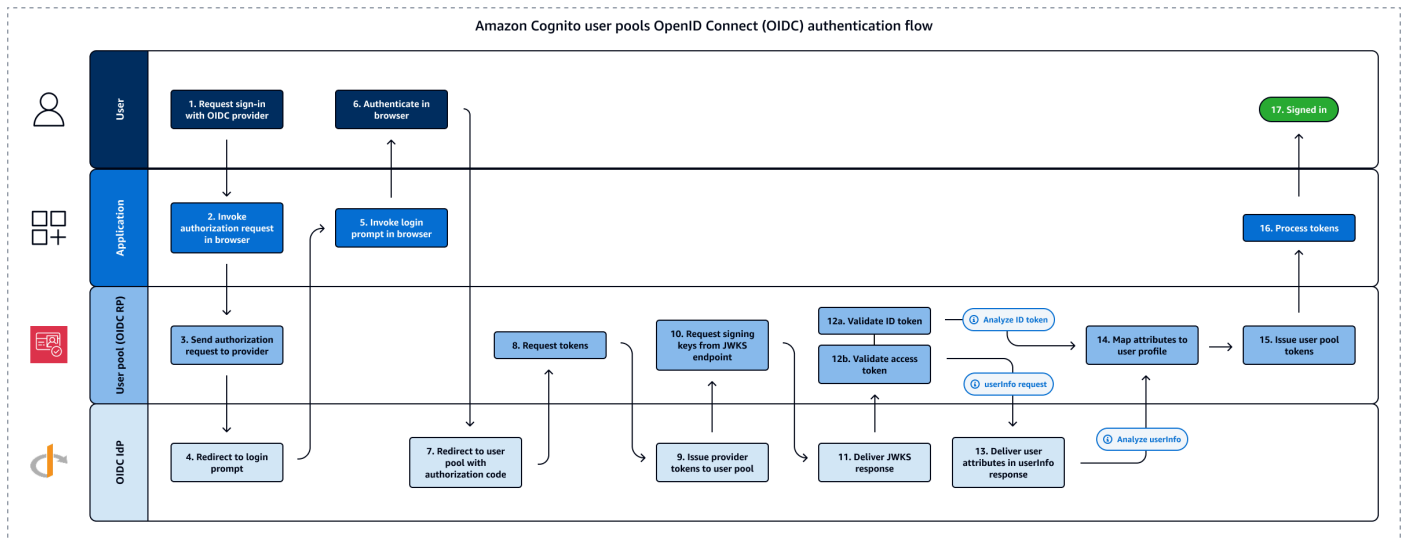 Amazon Cognito user pools OpenID Connect (OIDC) authentication flow
User
1. Request sign-in
with OIDC provider
6. Authenticate in
browser
17. Signed in
Application
2. Invoke
authorization request
in browser
5. Invoke login
prompt in browser
16. Process tokens
User pool (OIDC RP)
3. Send authorization
request to provider
8. Request tokens
10. Request signing
keys from JWKS
endpoint
12a. Validate ID token
12b. Validate access
token
Analyze ID token
userInfo request
14. Map attributes to
user profile
15. Issue user pool
tokens
OIDC IdP
4. Redirect to login
prompt
7. Redirect to user
pool with
authorization code
9. Issue provider
tokens to user pool
11. Deliver JWKS
response
13. Deliver user
attributes in userInfo
response
Analyze userInfo